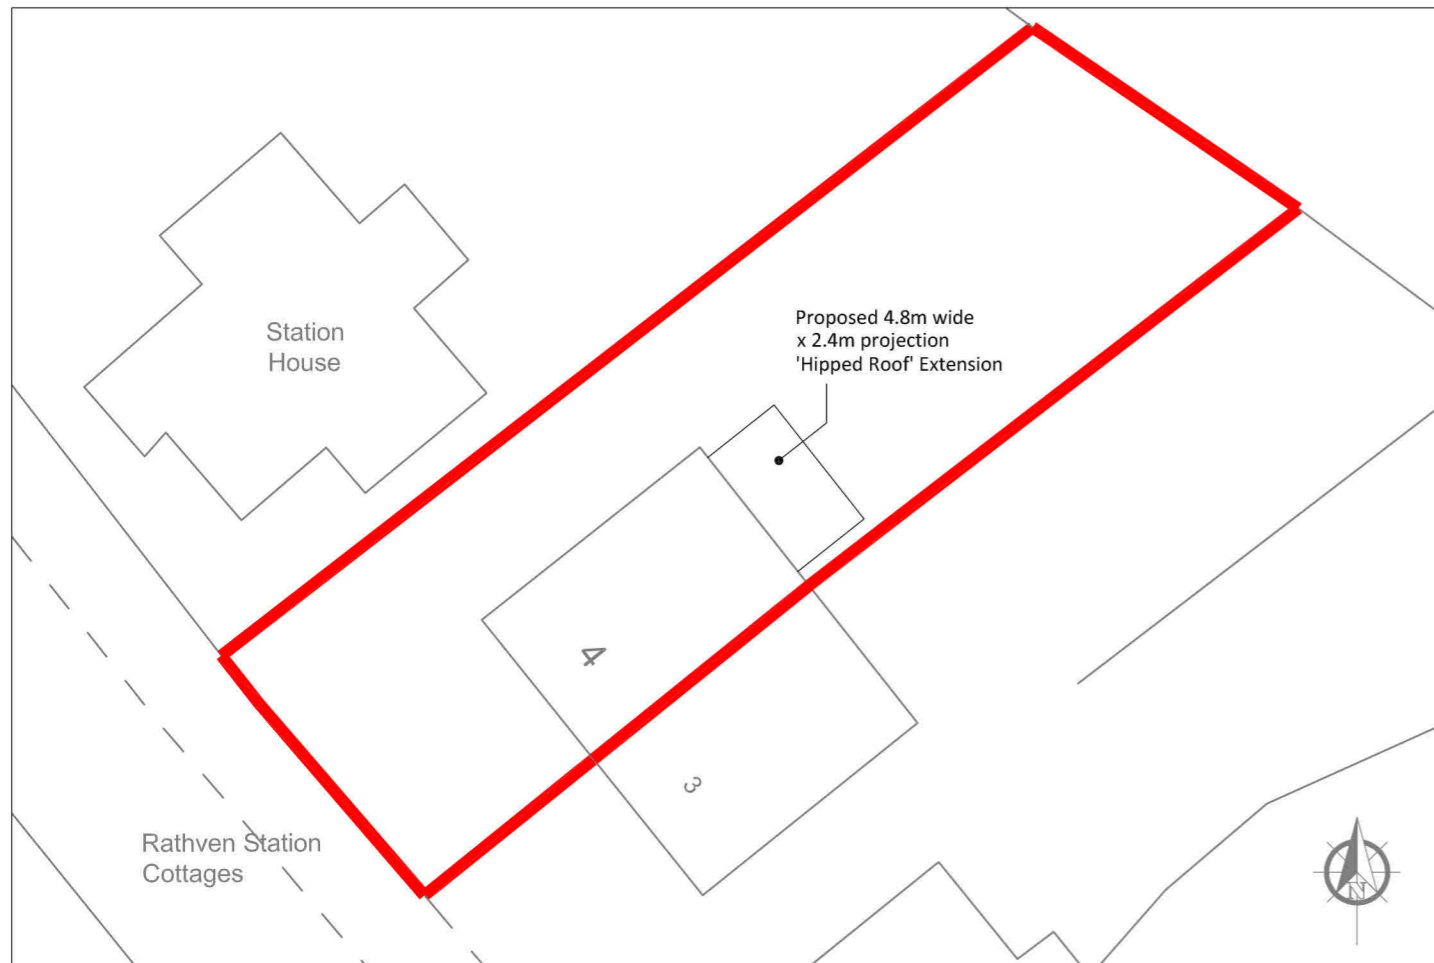 Station
House
Proposed 4.8m wide
x 2.4m projection
'Hipped Roof' Extension
4
3
Rathven Station
Cottages
N